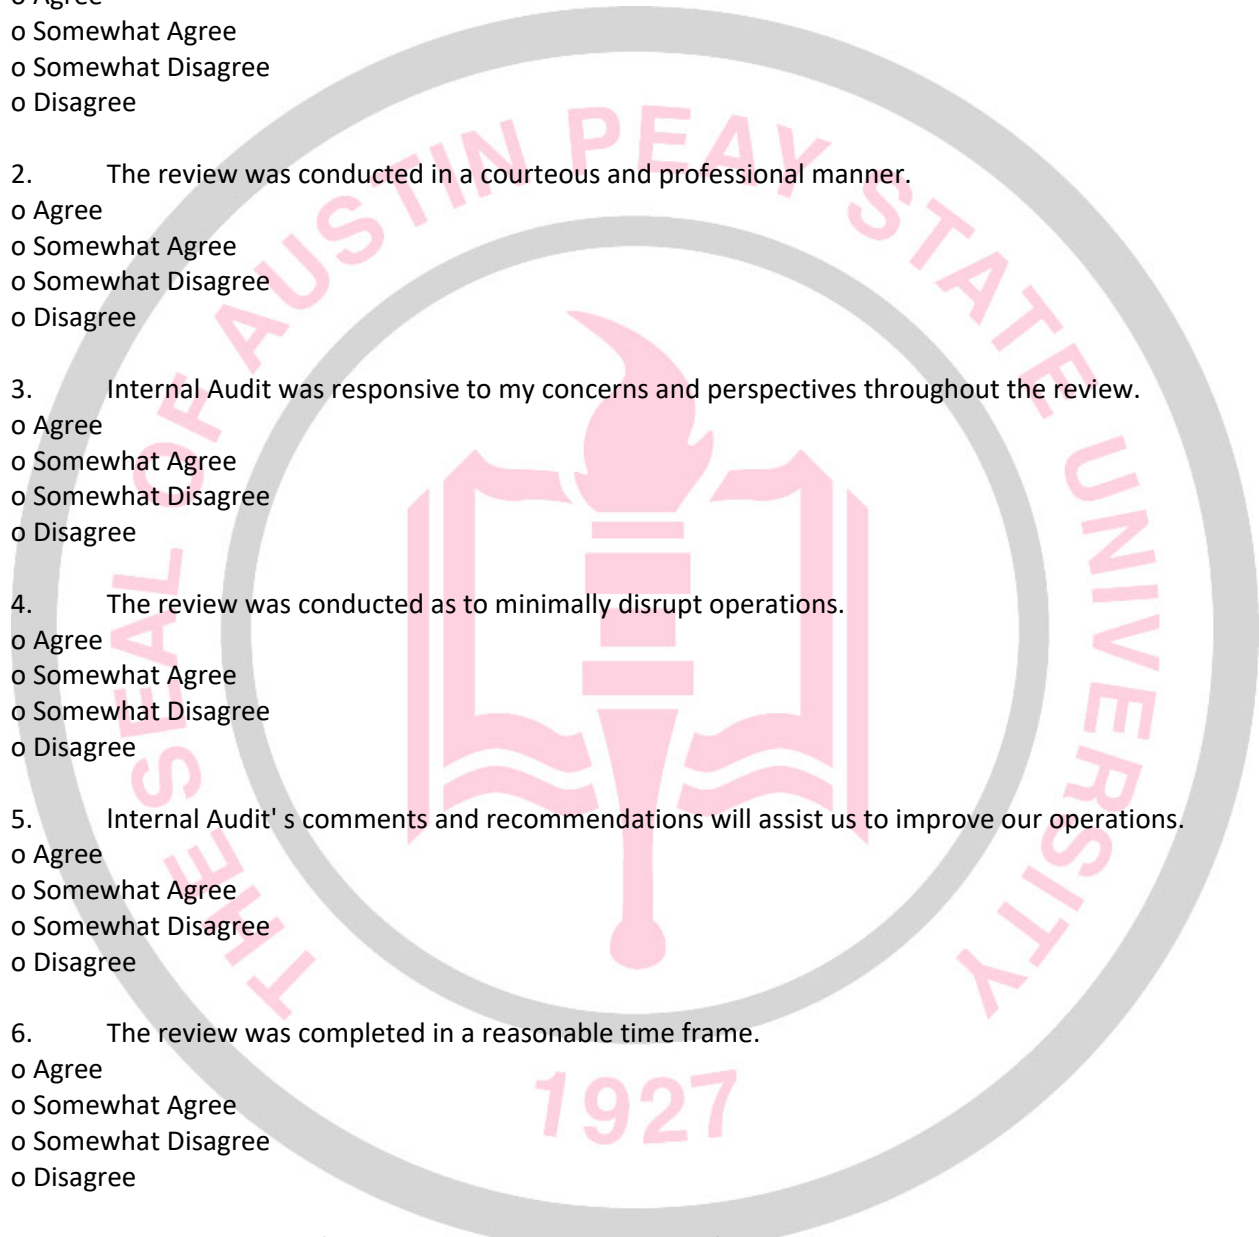 o Agree
o Somewhat Agree
o Somewhat Disagree
o Disagree
2. The review was conducted in a courteous and professional manner.
o Agree
o Somewhat Agree
o Somewhat Disagree
o Disagree
3. Internal Audit was responsive to my concerns and perspectives throughout the review.
o Agree
o Somewhat Agree
o Somewhat Disagree
o Disagree
4. The review was conducted as to minimally disrupt operations.
o Agree
o Somewhat Agree
o Somewhat Disagree
o Disagree
5. Internal Audit' s comments and recommendations will assist us to improve our operations.
o Agree
o Somewhat Agree
o Somewhat Disagree
o Disagree
6. The review was completed in a reasonable time frame.
o Agree
o Somewhat Agree
o Somewhat Disagree
o Disagree
THE SEAL OF AUSTIN PEAY STATE UNIVERSITY
1927